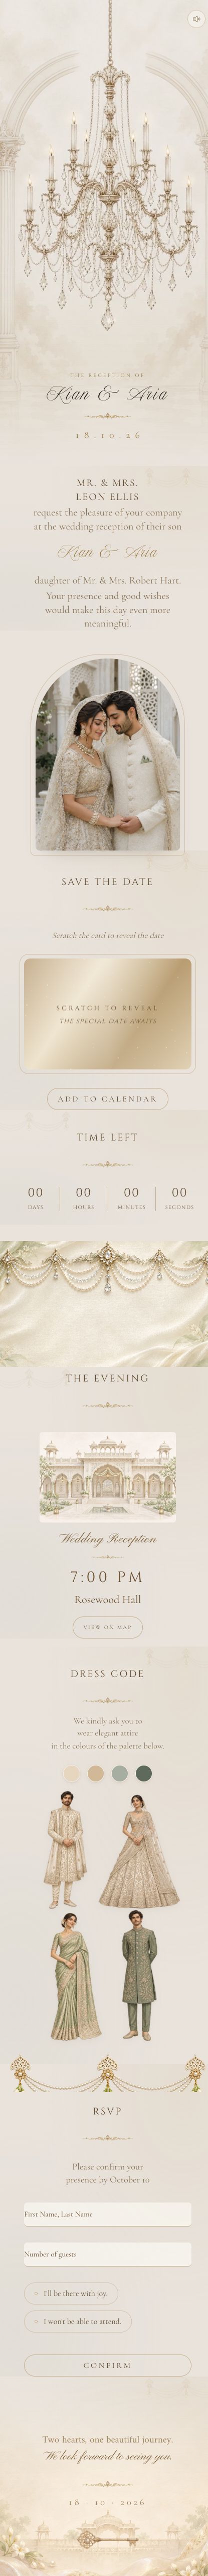 THE RECEPTION OF
Kian & Aria
18.10.26
MR. & MRS.
LEON ELLIS
request the pleasure of your company
at the wedding reception of their son
Kian & Aria
daughter of Mr. & Mrs. Robert Hart.
Your presence and good wishes
would make this day even more
meaningful.
SAVE THE DATE
Scratch the card to reveal the date
SCRATCH TO REVEAL
THE SPECIAL DATE AWAITS
ADD TO CALENDAR
TIME LEFT
00 00 00 00
DAYS HOURS MINUTES SECONDS
THE EVENING
Wedding Reception
7:00 PM
Rosewood Hall
VIEW ON MAP
DRESS CODE
We kindly ask you to
wear elegant attire
in the colours of the palette below.
RSVP
Please confirm your
presence by October 10
First Name, Last Name
Number of guests
I'll be there with joy.
I won't be able to attend.
CONFIRM
Two hearts, one beautiful journey.
We look forward to seeing you.
18 · 10 · 2026